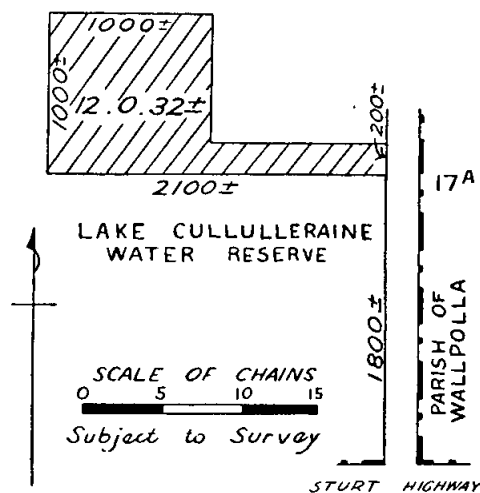 1000±
1000±
12.0.32±
200±
2100±
17A
LAKE CULLULLERAINE
WATER RESERVE
1800±
PARISH OF
WALLPOLLA
SCALE OF CHAINS
0 5 10 15
Subject to Survey
STURT HIGHWAY